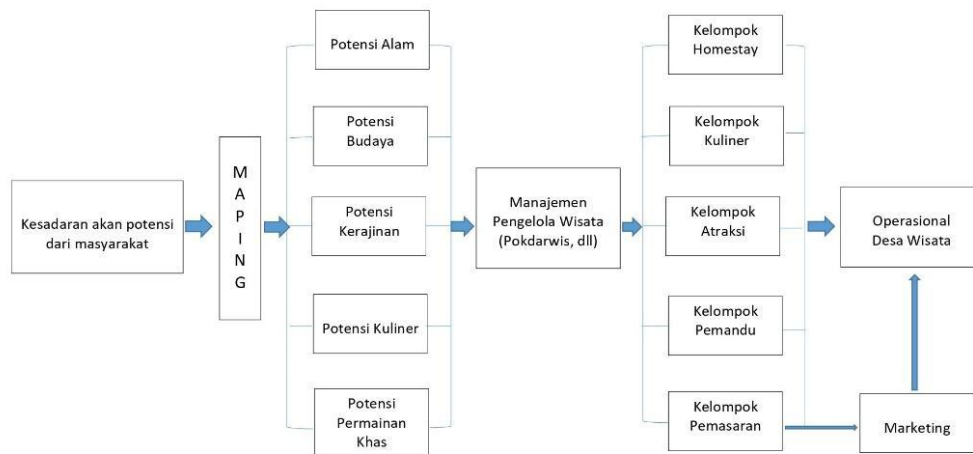 Kesadaran akan potensi
dari masyarakat
M
A
P
I
N
G
Potensi Alam
Potensi
Budaya
Potensi
Kerajinan
Potensi Kuliner
Potensi
Permainan
Khas
Manajemen
Pengelola Wisata
(Pokdarwis, dll)
Kelompok
Homestay
Kelompok
Kuliner
Kelompok
Atraksi
Kelompok
Pemandu
Kelompok
Pemasaran
Operasional
Desa Wisata
Marketing